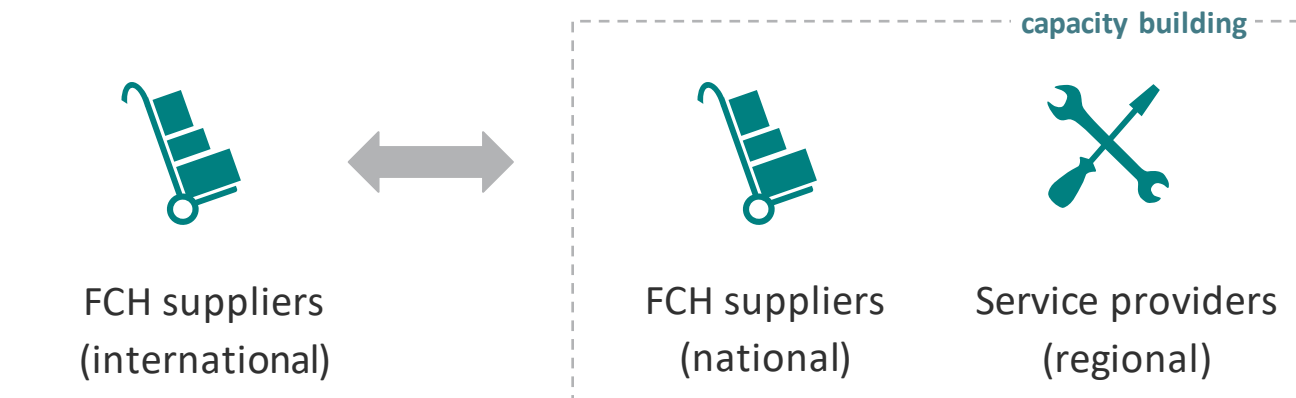 capacity building
FCH suppliers
(international)
FCH suppliers
(national)
Service providers
(regional)